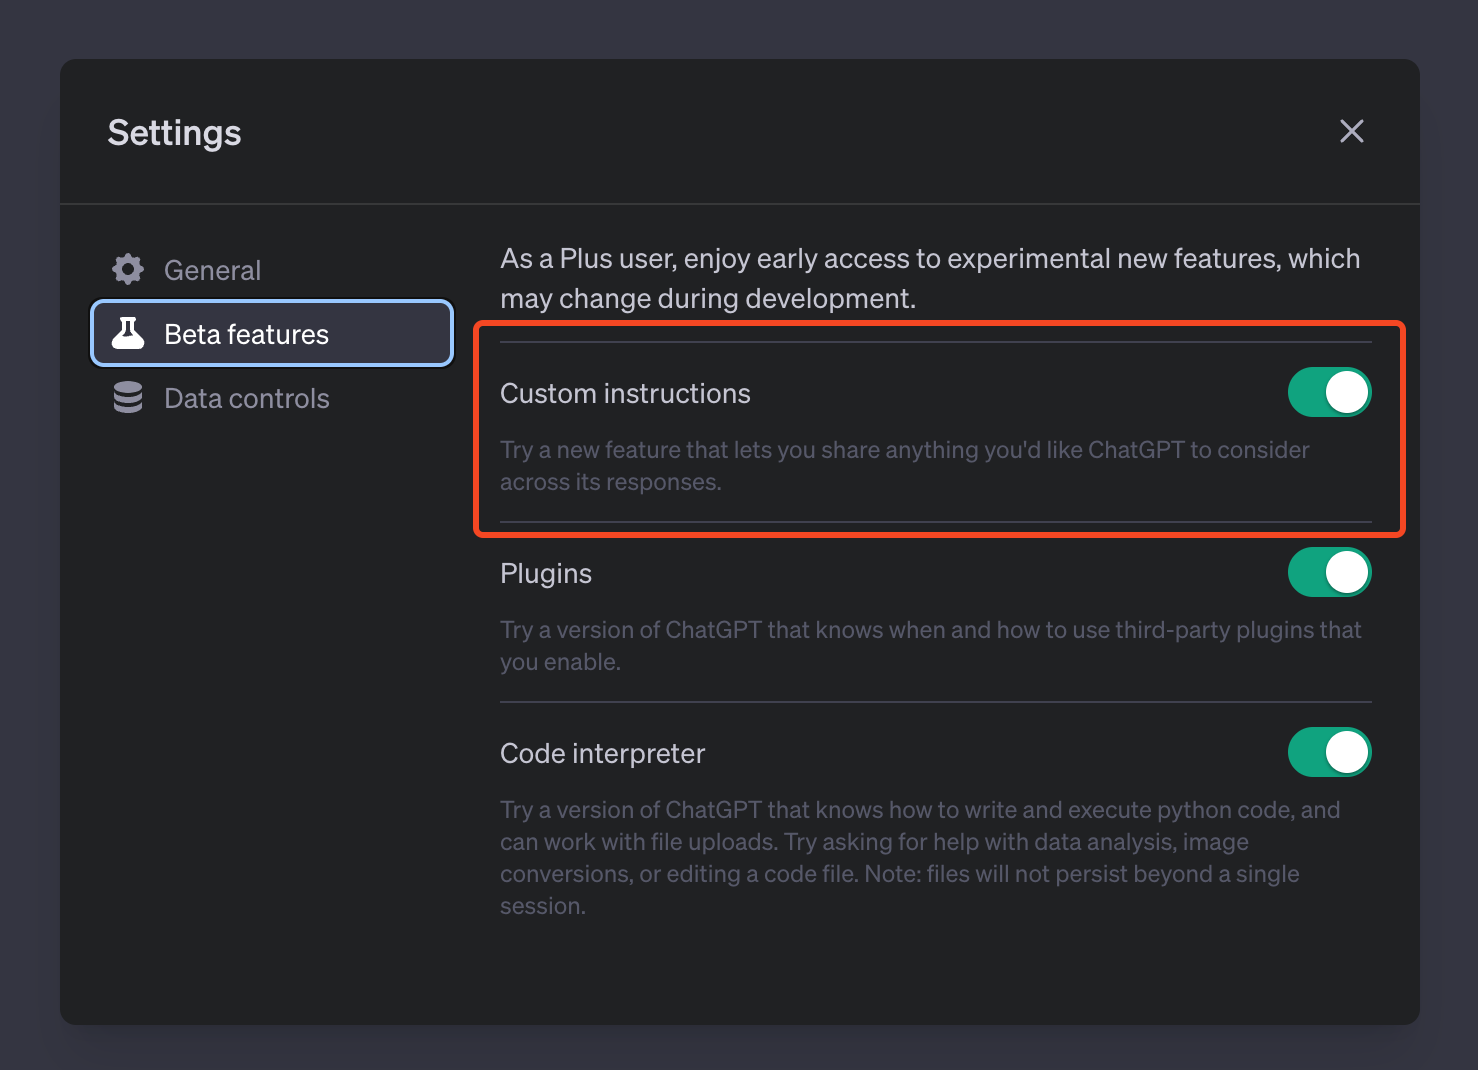 Settings
General
Beta features
Data controls
As a Plus user, enjoy early access to experimental new features, which
may change during development.
Custom instructions
Try a new feature that lets you share anything you'd like ChatGPT to consider
across its responses.
Plugins
Try a version of ChatGPT that knows when and how to use third-party plugins that
you enable.
Code interpreter
Try a version of ChatGPT that knows how to write and execute python code, and
can work with file uploads. Try asking for help with data analysis, image
conversions, or editing a code file. Note: files will not persist beyond a single
session.